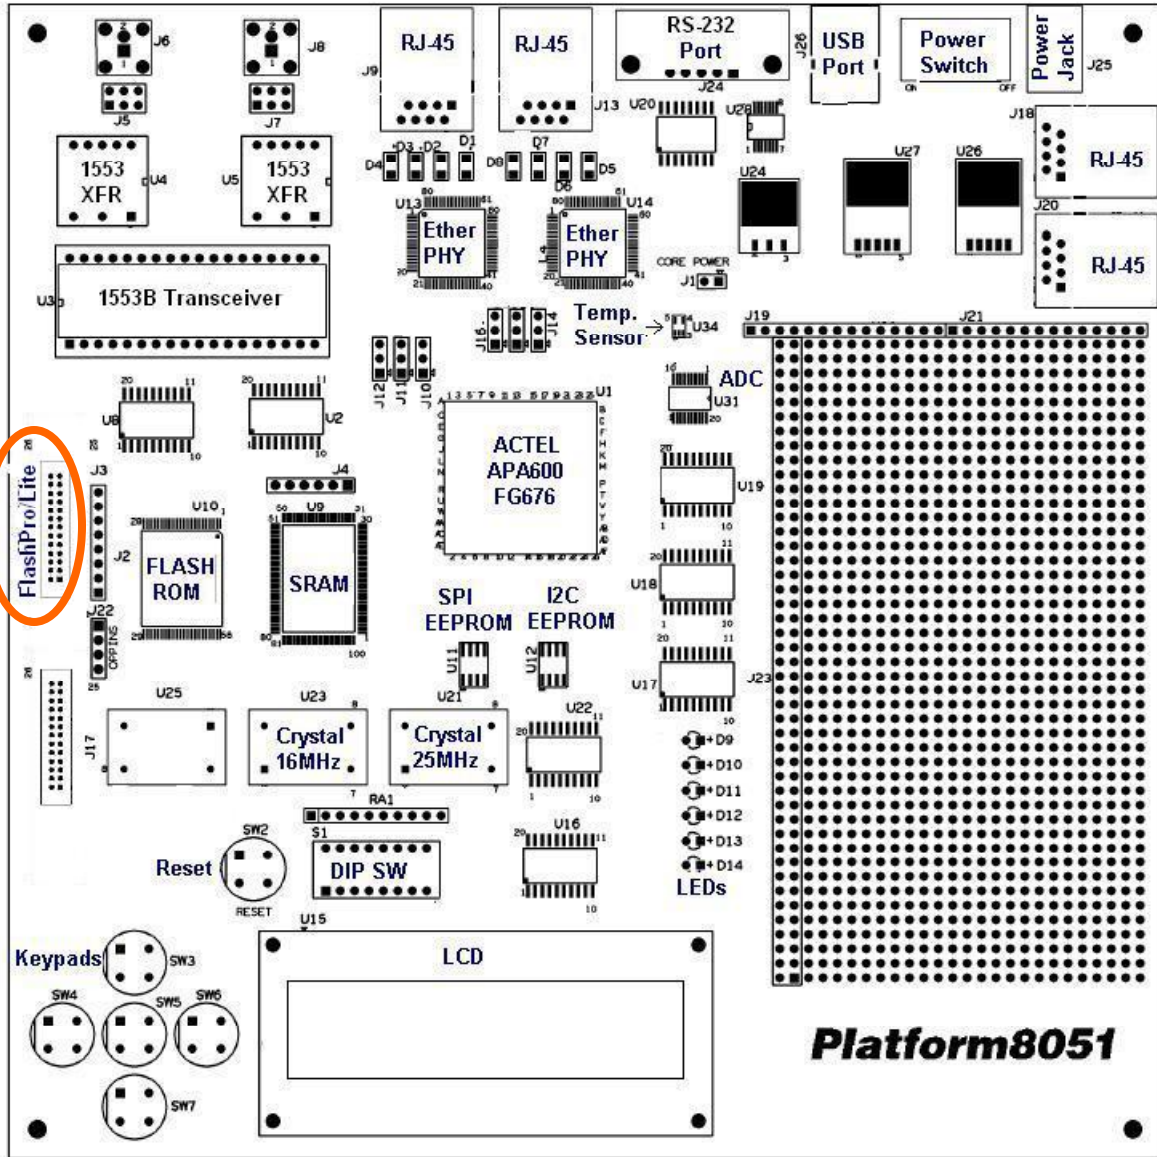 J6
J8
RJ-45
RJ-45
RS-232
Port
J26
USB
Port
Power
Switch
ON
OFF
Power
Jack
J25
J9
J13
J24
U20
U28
J5
J7
J18
RJ-45
1553
XFR
U4
U5
1553
XFR
D4
D3
D2
D1
D8
D7
D6
D5
U24
U27
U26
U13
Ether
PHY
U14
Ether
PHY
J20
RJ-45
CORE POWER
J1
U3
1553B Transceiver
Temp.
Sensor
U34
J16
J14
J19
J21
J12
J11
J10
ADC
U31
U8
U2
U1
ACTEL
APA600
FG676
FlashPro/Lite
J3
J2
J4
U10
FLASH
ROM
U9
SRAM
U19
U18
J22
OPPINS
SPI
EEPROM
U11
I2C
EEPROM
U12
U17
J23
J17
U25
U23
Crystal
16MHz
U21
Crystal
25MHz
U22
+D9
+D10
+D11
+D12
+D13
+D14
LEDs
RA1
SW2
Reset
RESET
S1
DIP SW
U16
U15
LCD
Keypads
SW3
SW4
SW5
SW6
SW7
Platform8051